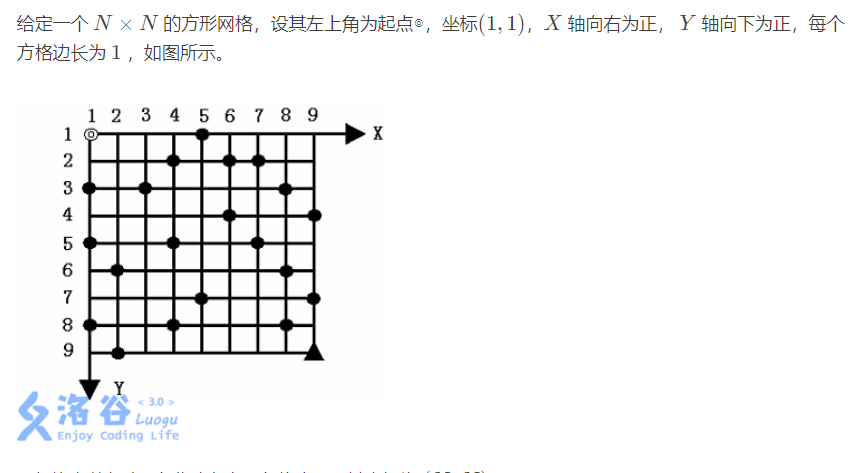 给定一个 N × N 的方形网格，设其左上角为起点◎，坐标(1,1)，X 轴向右为正， Y 轴向下为正，每个
方格边长为 1 ，如图所示。
1 2 3 4 5 6 7 8 9
X
1
2
3
4
5
6
7
8
9
Y
洛谷 < 3.0 >
Luogu
Enjoy Coding Life